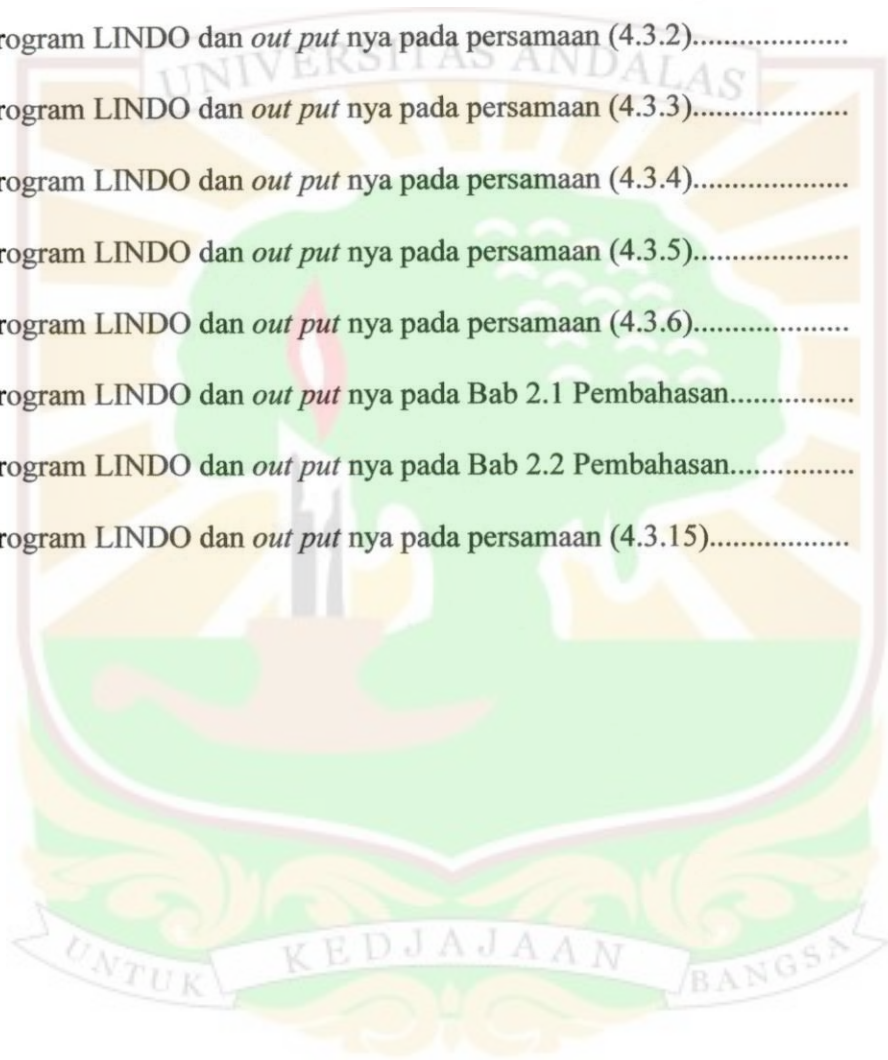 rogram LINDO dan out put nya pada persamaan (4.3.2)....................
UNIVERSITAS ANDALAS
rogram LINDO dan out put nya pada persamaan (4.3.3)....................
rogram LINDO dan out put nya pada persamaan (4.3.4)....................
rogram LINDO dan out put nya pada persamaan (4.3.5)....................
rogram LINDO dan out put nya pada persamaan (4.3.6)....................
rogram LINDO dan out put nya pada Bab 2.1 Pembahasan................
rogram LINDO dan out put nya pada Bab 2.2 Pembahasan................
rogram LINDO dan out put nya pada persamaan (4.3.15)..................
UNTUK KEDJAJAAN BANGSA